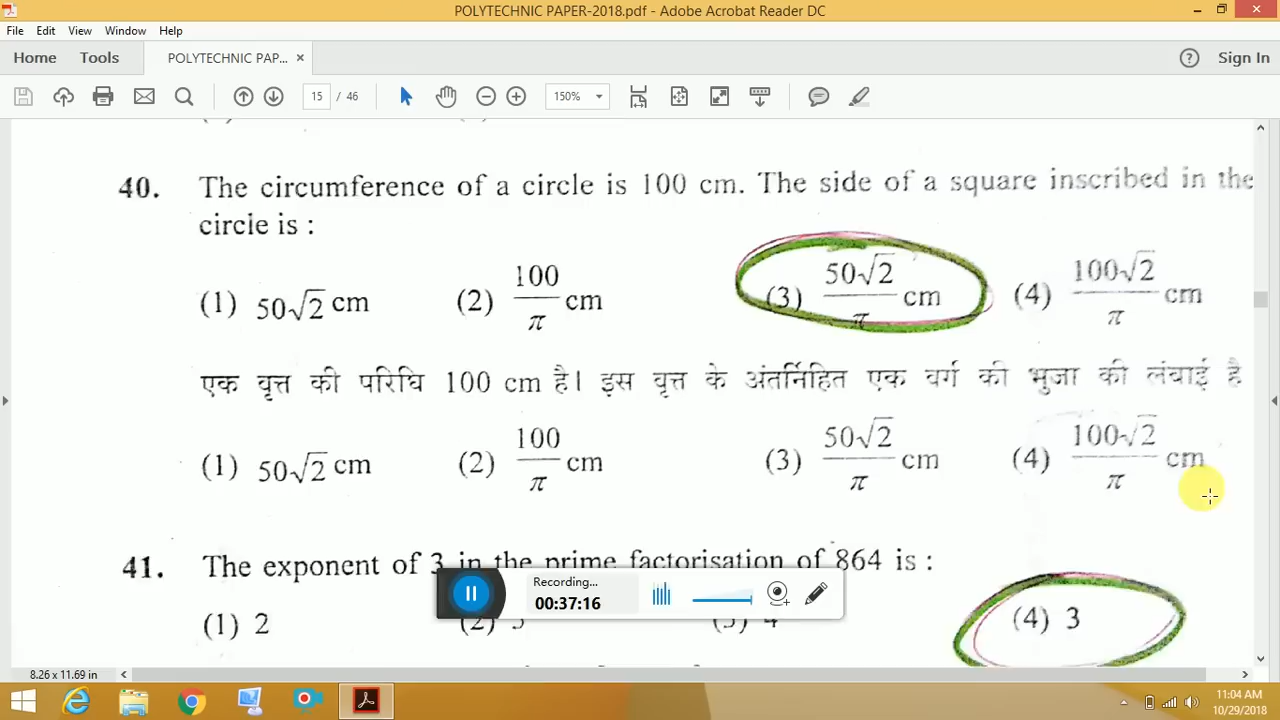 POLYTECHNIC PAPER-2018.pdf - Adobe Acrobat Reader DC
File Edit View Window Help
Home Tools POLYTECHNIC PAP... × Sign In
15 / 46 150%
40. The circumference of a circle is 100 cm. The side of a square inscribed in the
circle is :
(1) 50√2 cm (2) 100/π cm (3) 50√2/π cm (4) 100√2/π cm
एक वृत्त की परिधि 100 cm है। इस वृत्त के अंतर्निहित एक वर्ग की भुजा की लंबाई है
(1) 50√2 cm (2) 100/π cm (3) 50√2/π cm (4) 100√2/π cm
41. The exponent of 3 in the prime factorisation of 864 is :
Recording...
00:37:16
(1) 2 (2) (3) 4 (4) 3
8.26 x 11.69 in
11:04 AM
10/29/2018